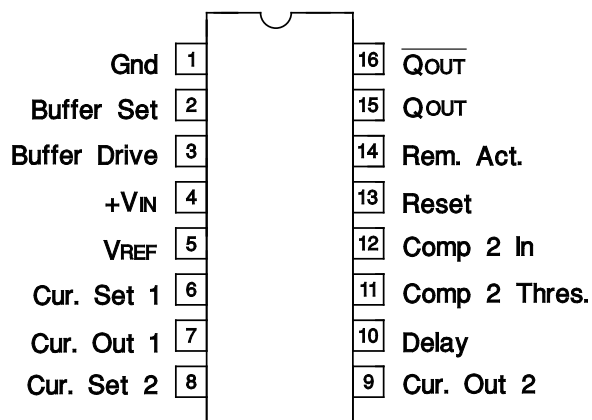 Gnd 1 16 Q̅O̅U̅T̅
Buffer Set 2 15 QOUT
Buffer Drive 3 14 Rem. Act.
+VIN 4 13 Reset
VREF 5 12 Comp 2 In
Cur. Set 1 6 11 Comp 2 Thres.
Cur. Out 1 7 10 Delay
Cur. Set 2 8 9 Cur. Out 2